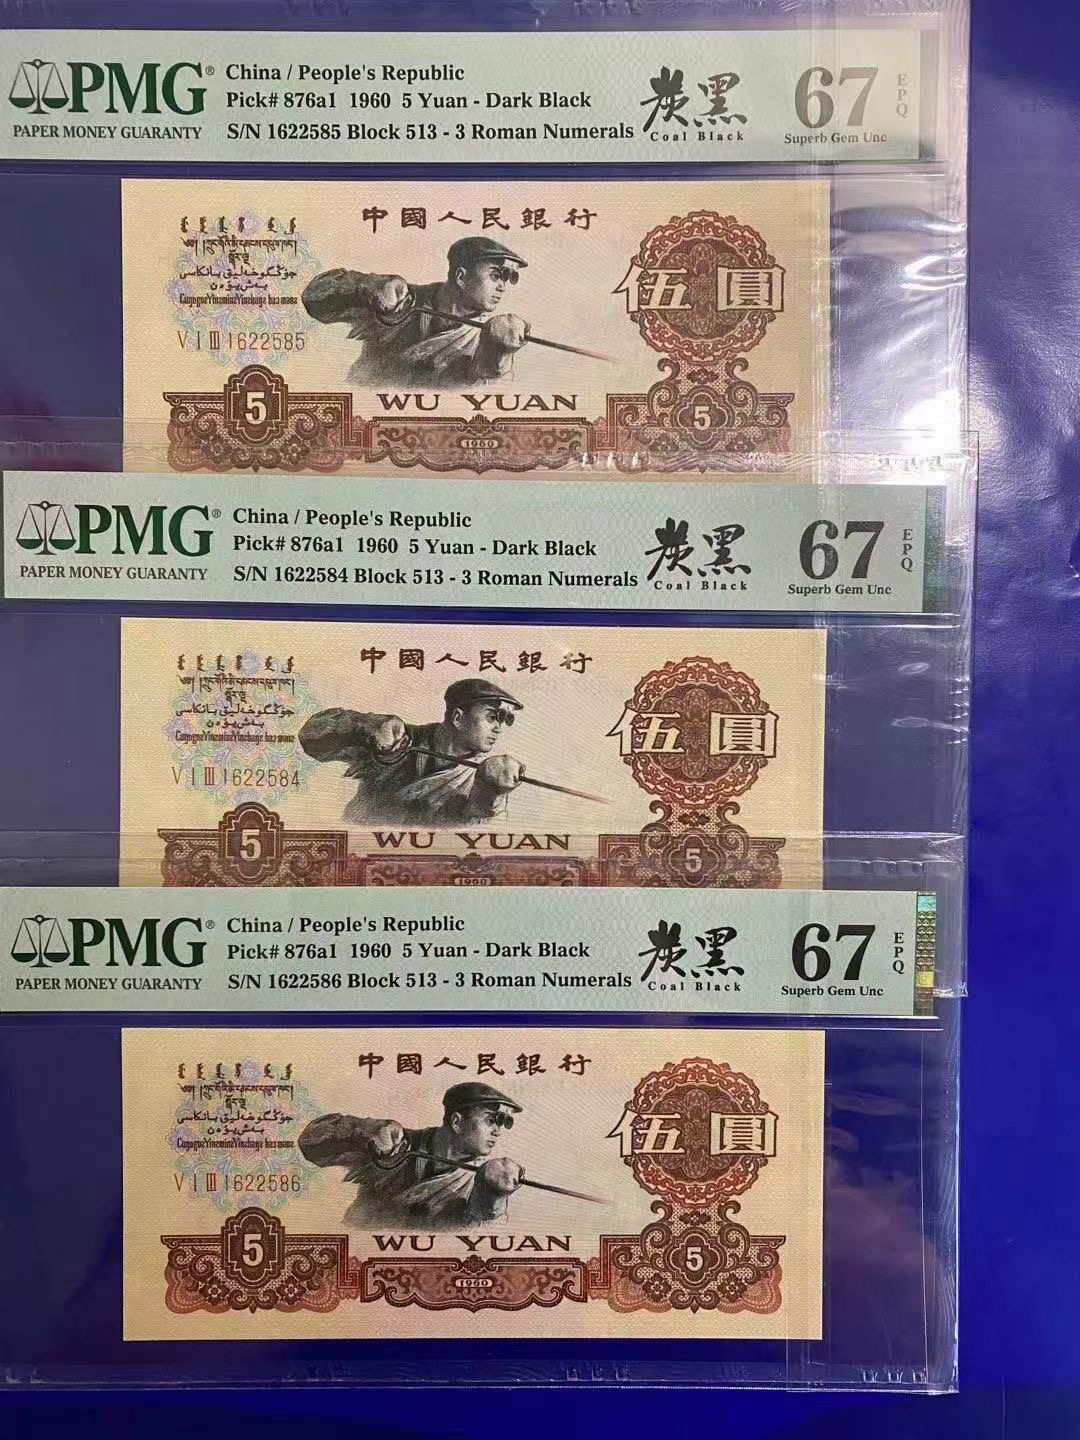 PMG®
PAPER MONEY GUARANTY
China / People's Republic
Pick# 876a1 1960 5 Yuan - Dark Black
S/N 1622585 Block 513 - 3 Roman Numerals
炭黑
Coal Black
67
EPQ
Superb Gem Unc
中國人民銀行
伍圓
V I III 1622585
5
WU YUAN
1960
5
PMG®
PAPER MONEY GUARANTY
China / People's Republic
Pick# 876a1 1960 5 Yuan - Dark Black
S/N 1622584 Block 513 - 3 Roman Numerals
炭黑
Coal Black
67
EPQ
Superb Gem Unc
中國人民銀行
伍圓
V I III 1622584
5
WU YUAN
1960
5
PMG®
PAPER MONEY GUARANTY
China / People's Republic
Pick# 876a1 1960 5 Yuan - Dark Black
S/N 1622586 Block 513 - 3 Roman Numerals
炭黑
Coal Black
67
EPQ
Superb Gem Unc
中國人民銀行
伍圓
V I III 1622586
5
WU YUAN
1960
5